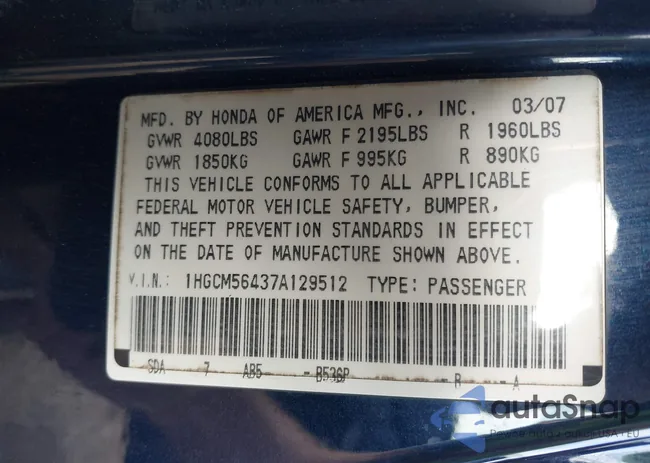 MFD. BY HONDA OF AMERICA MFG., INC. 03/07
GVWR 4080LBS GAWR F 2195LBS R 1960LBS
GVWR 1850KG GAWR F 995KG R 890KG
THIS VEHICLE CONFORMS TO ALL APPLICABLE
FEDERAL MOTOR VEHICLE SAFETY, BUMPER,
AND THEFT PREVENTION STANDARDS IN EFFECT
ON THE DATE OF MANUFACTURE SHOWN ABOVE.
V.I.N.: 1HGCM56437A129512 TYPE: PASSENGER
SDA 7 AB5- -B536P - -R - -A
autoSnap